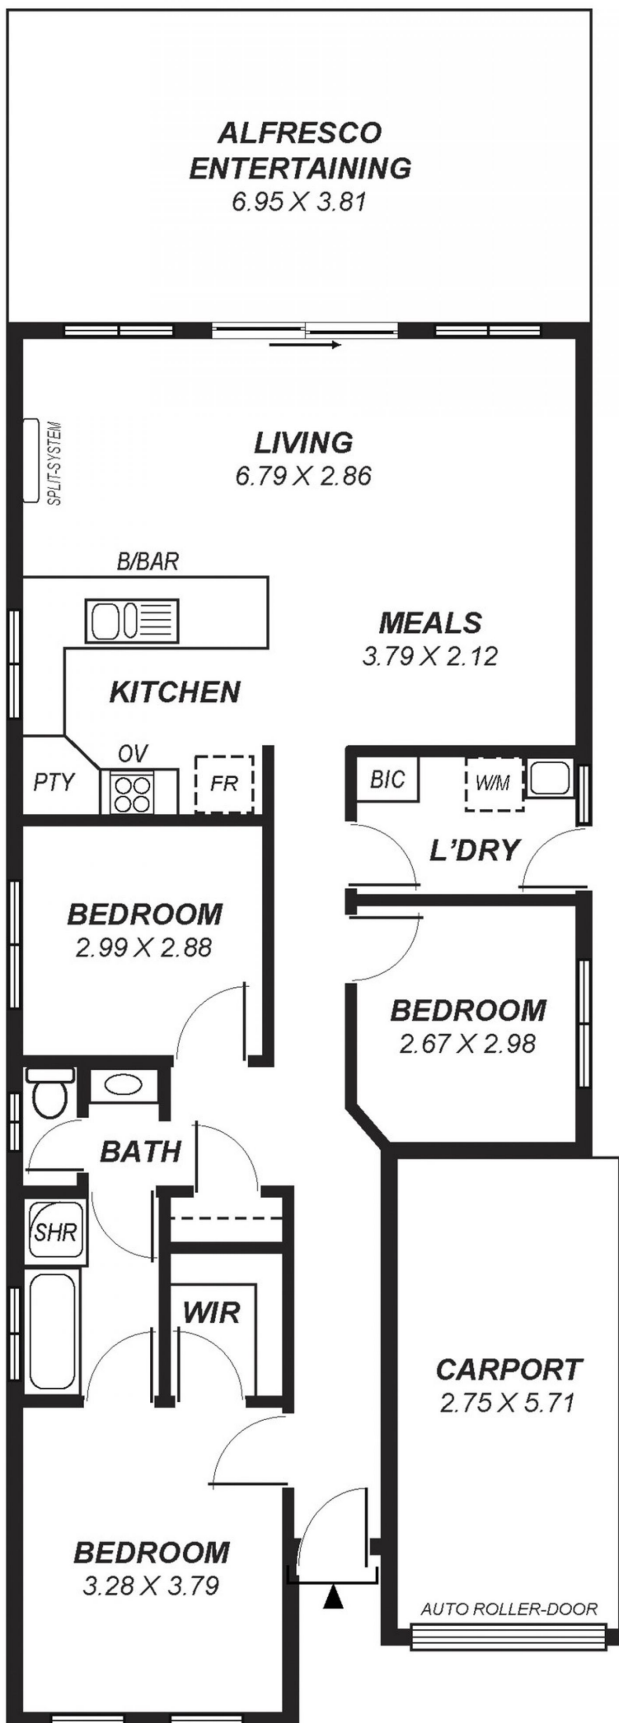 ALFRESCO
ENTERTAINING
6.95 X 3.81
LIVING
6.79 X 2.86
SPLIT-SYSTEM
B/BAR
MEALS
3.79 X 2.12
KITCHEN
OV
PTY
FR
BIC
W/M
L'DRY
BEDROOM
2.99 X 2.88
BEDROOM
2.67 X 2.98
BATH
SHR
WIR
CARPORT
2.75 X 5.71
BEDROOM
3.28 X 3.79
AUTO ROLLER-DOOR